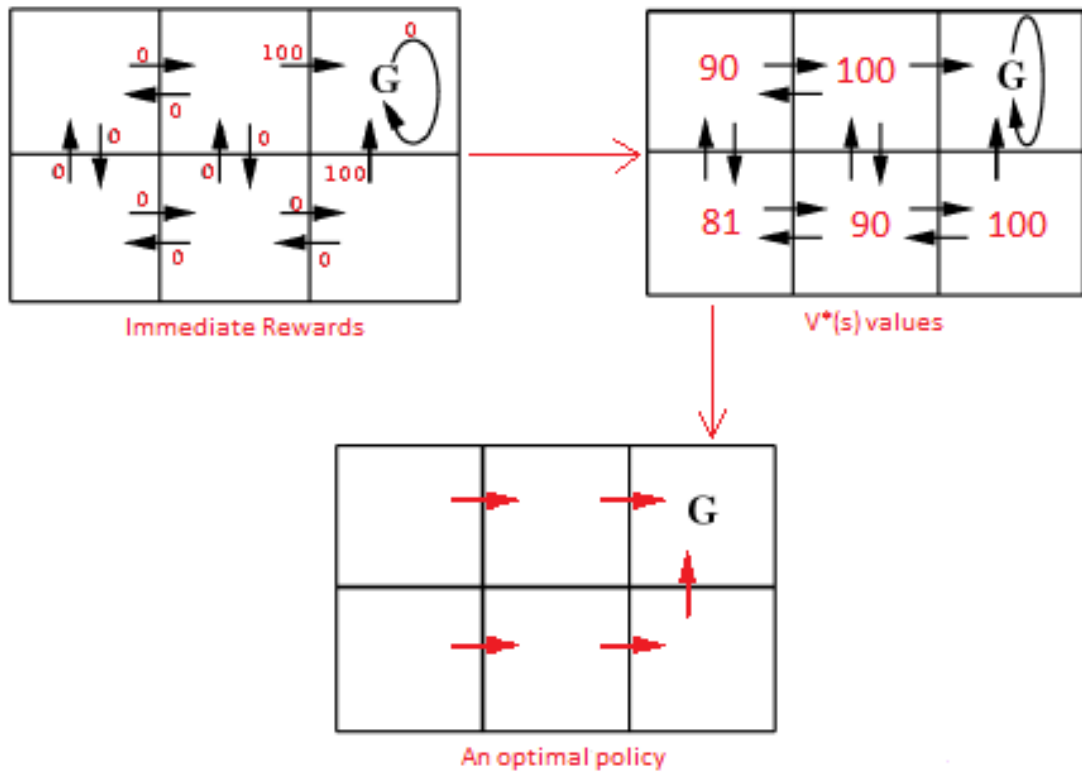 0 100 0
G
0 0
0 0
0 0 100
0 0
0 0
Immediate Rewards
90 100 G
81 90 100
V*(s) values
G
An optimal policy